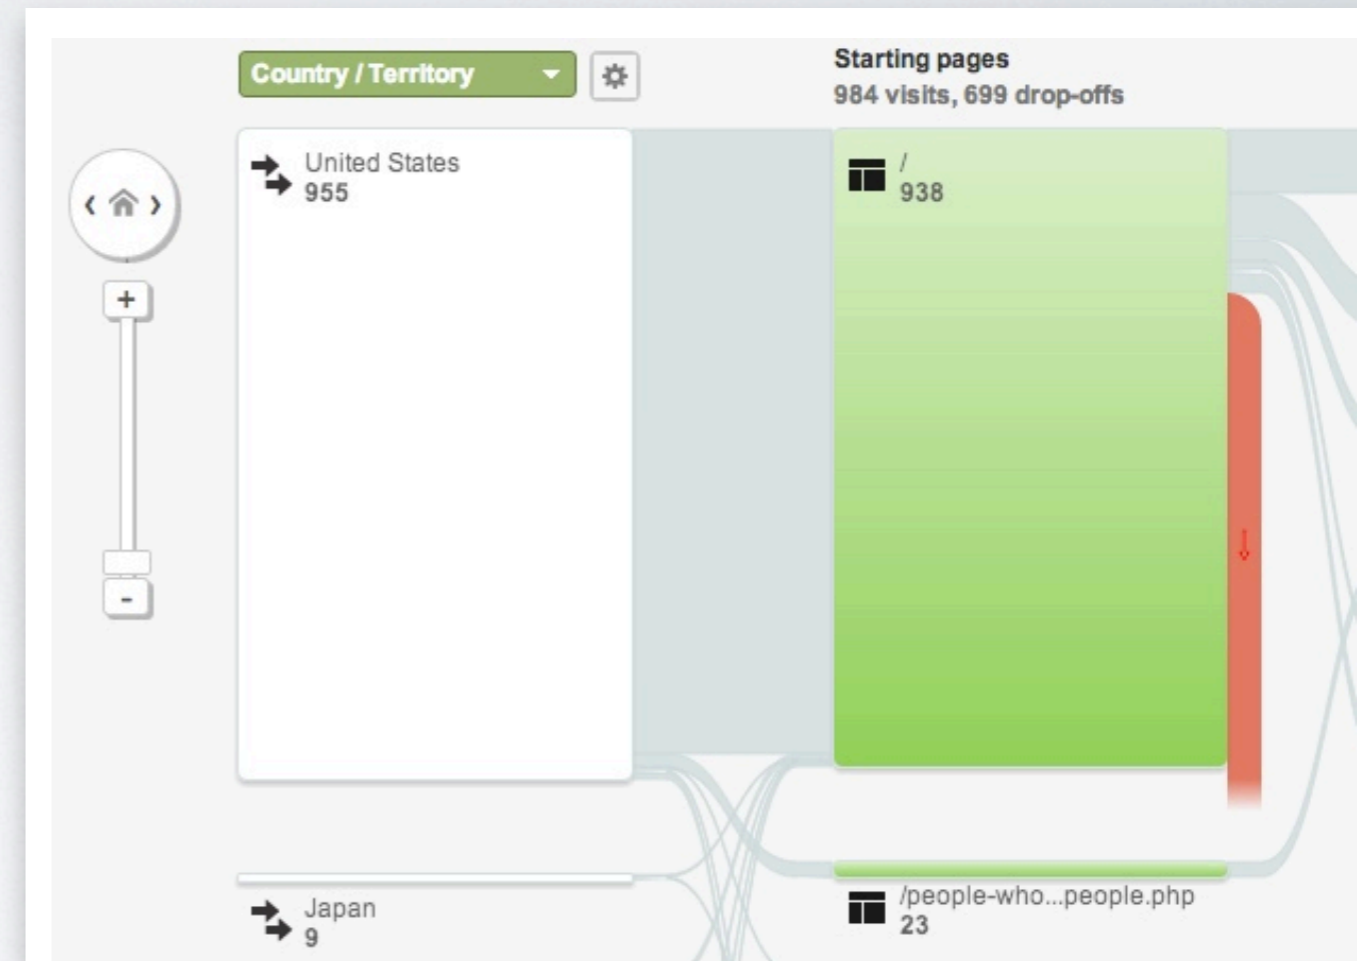 Country / Territory
Starting pages
984 visits, 699 drop-offs
United States
955
/
938
+
-
Japan
9
/people-who...people.php
23